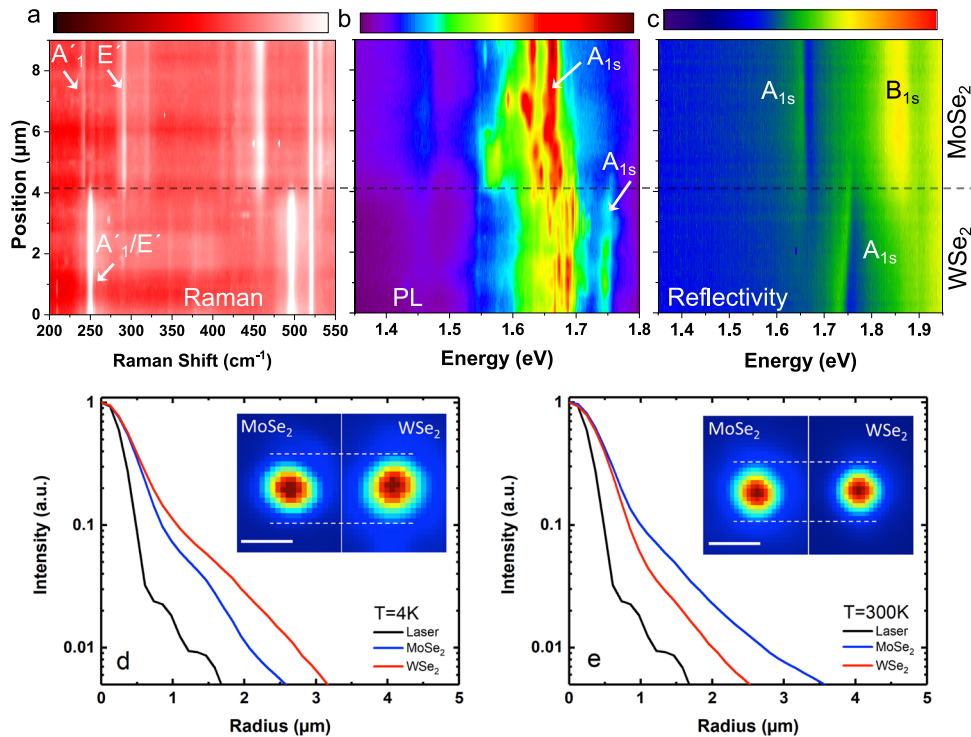 a
b
c
A´1 E´
A1s
A1s
B1s
A1s
A´1/E´
A1s
8
6
4
2
0
Position (µm)
Raman
PL
Reflectivity
MoSe2
WSe2
200 250 300 350 400 450 500 550
1.4 1.5 1.6 1.7 1.8
1.4 1.5 1.6 1.7 1.8 1.9
Raman Shift (cm-1)
Energy (eV)
Energy (eV)
1
0.1
0.01
Intensity (a.u.)
MoSe2
WSe2
T=4K
Laser
MoSe2
WSe2
d
0 1 2 3 4 5
Radius (µm)
1
0.1
0.01
Intensity (a.u.)
MoSe2
WSe2
T=300K
Laser
MoSe2
WSe2
e
0 1 2 3 4 5
Radius (µm)